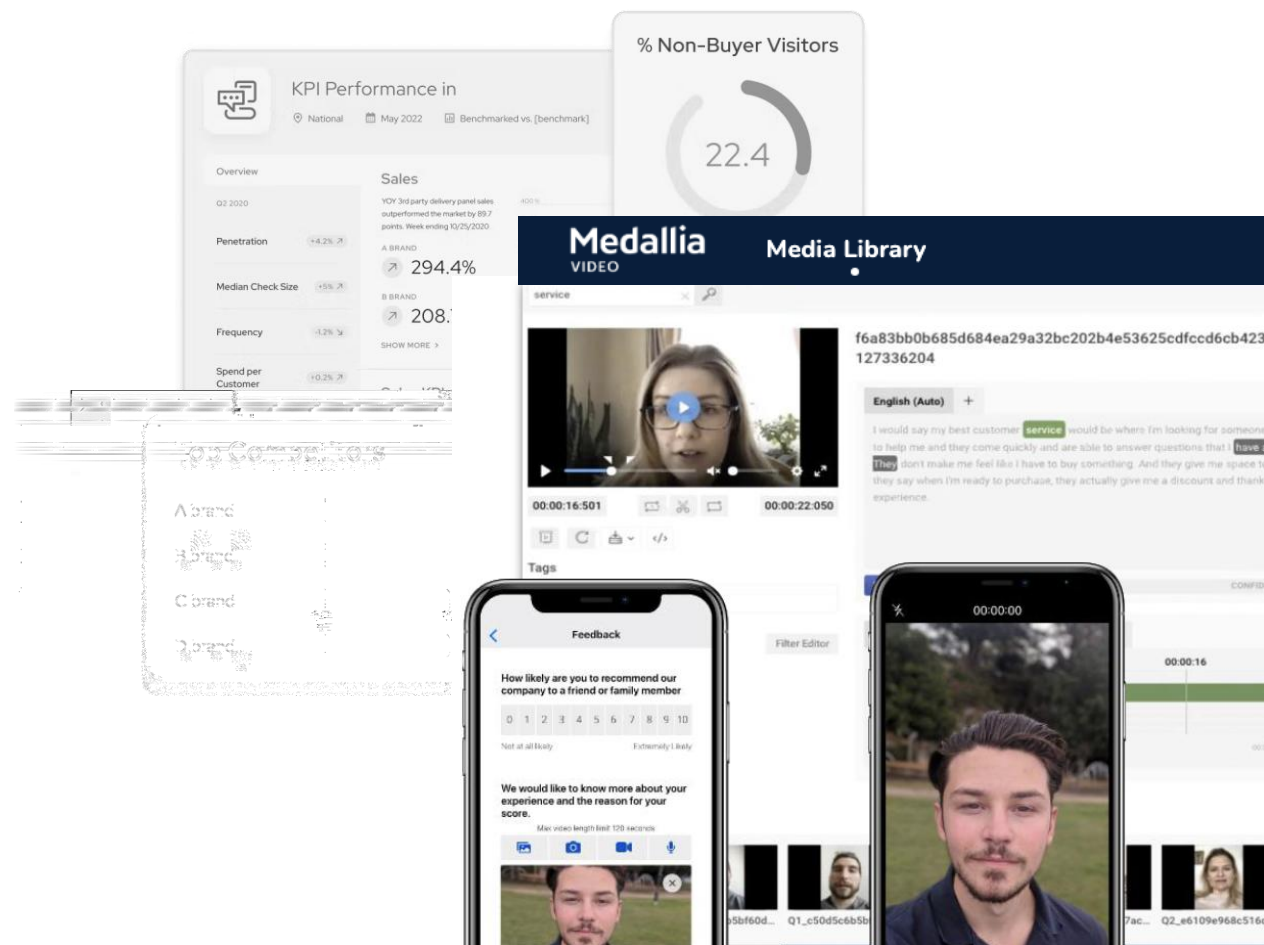 % Non-Buyer Visitors
22.4
KPI Performance in
National May 2022 Benchmarked vs. [benchmark]
Overview
Q2 2020
Penetration +4.2%
Median Check Size +5%
Frequency -1.2%
Spend per
Customer +0.2%
Sales
YOY 3rd party delivery panel sales
outperformed the market by 89.7
points. Week ending 10/25/2020.
400 %
A BRAND
294.4%
B BRAND
208.
SHOW MORE >
A brand
B brand
C brand
D brand
Medallia
VIDEO
Media Library
service
f6a83bb0b685d684ea29a32bc202b4e53625cdfccd6cb423
127336204
English (Auto) +
I would say my best customer service would be where I'm looking for someone
to help me and they come quickly and are able to answer questions that I have
They don't make me feel like I have to buy something. And they give me space to
they say when I'm ready to purchase, they actually give me a discount and thank
experience.
00:00:16:501
00:00:22:050
Tags
Filter Editor
CONFID
00:00:16
Feedback
How likely are you to recommend our
company to a friend or family member
0 1 2 3 4 5 6 7 8 9 10
Not at all likely Extremely Likely
We would like to know more about your
experience and the reason for your
score.
Max video length limit 120 seconds
00:00:00
b5bf60d... Q1_c50d5c6b5b
7ac... Q2_e6109e968c516c